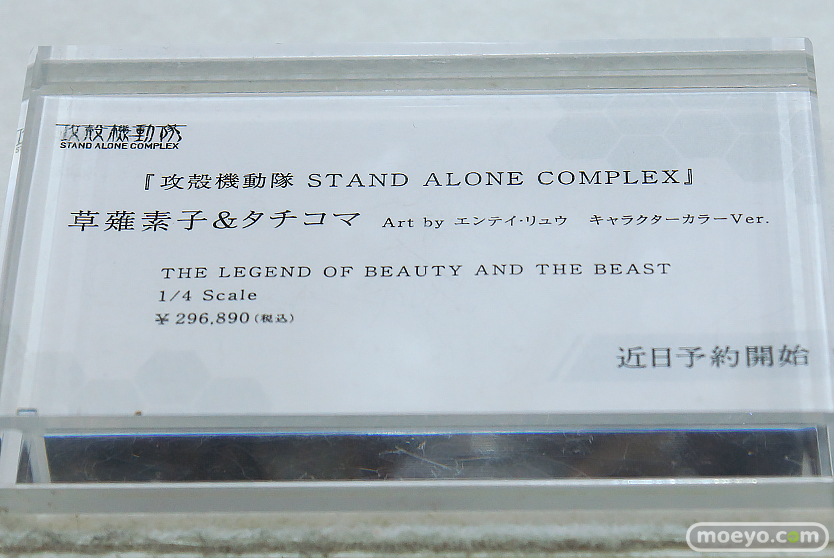 攻殻機動隊
STAND ALONE COMPLEX
『攻殻機動隊 STAND ALONE COMPLEX』
草薙素子&タチコマ Art by エンテイ・リュウ キャラクターカラーVer.
THE LEGEND OF BEAUTY AND THE BEAST
1/4 Scale
¥ 296,890(税込)
近日予約開始
moeyo.com